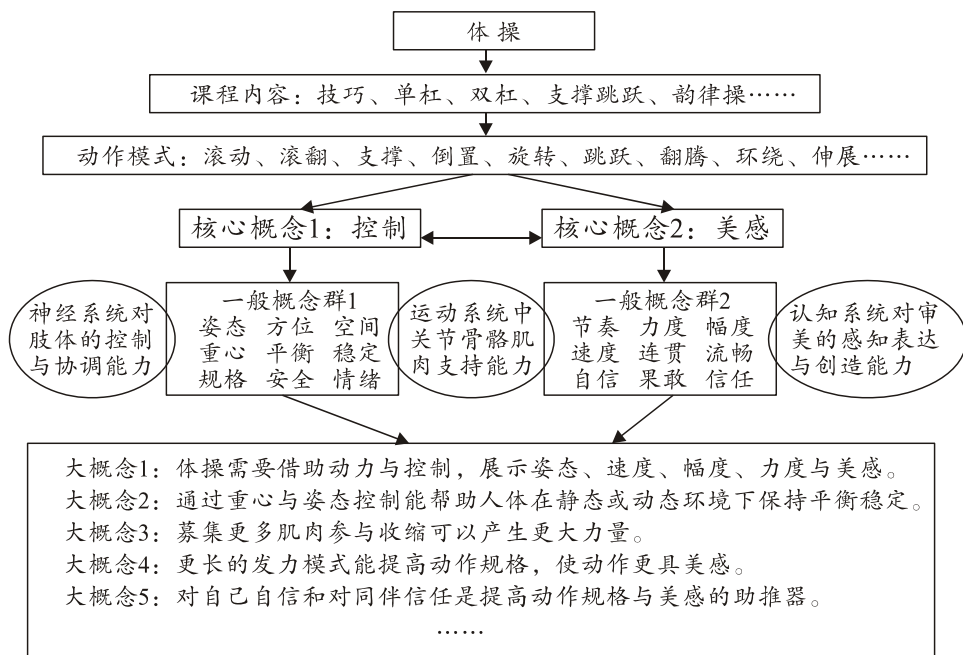 体操
课程内容：技巧、单杠、双杠、支撑跳跃、韵律操……
动作模式：滚动、滚翻、支撑、倒置、旋转、跳跃、翻腾、环绕、伸展……
核心概念1：控制
核心概念2：美感
神经系统对
肢体的控制
与协调能力
一般概念群1
姿态 方位 空间
重心 平衡 稳定
规格 安全 情绪
运动系统中
关节骨骼肌
肉支持能力
一般概念群2
节奏 力度 幅度
速度 连贯 流畅
自信 果敢 信任
认知系统对审
美的感知表达
与创造能力
大概念1：体操需要借助动力与控制，展示姿态、速度、幅度、力度与美感。
大概念2：通过重心与姿态控制能帮助人体在静态或动态环境下保持平衡稳定。
大概念3：募集更多肌肉参与收缩可以产生更大力量。
大概念4：更长的发力模式能提高动作规格，使动作更具美感。
大概念5：对自己自信和对同伴信任是提高动作规格与美感的助推器。
……